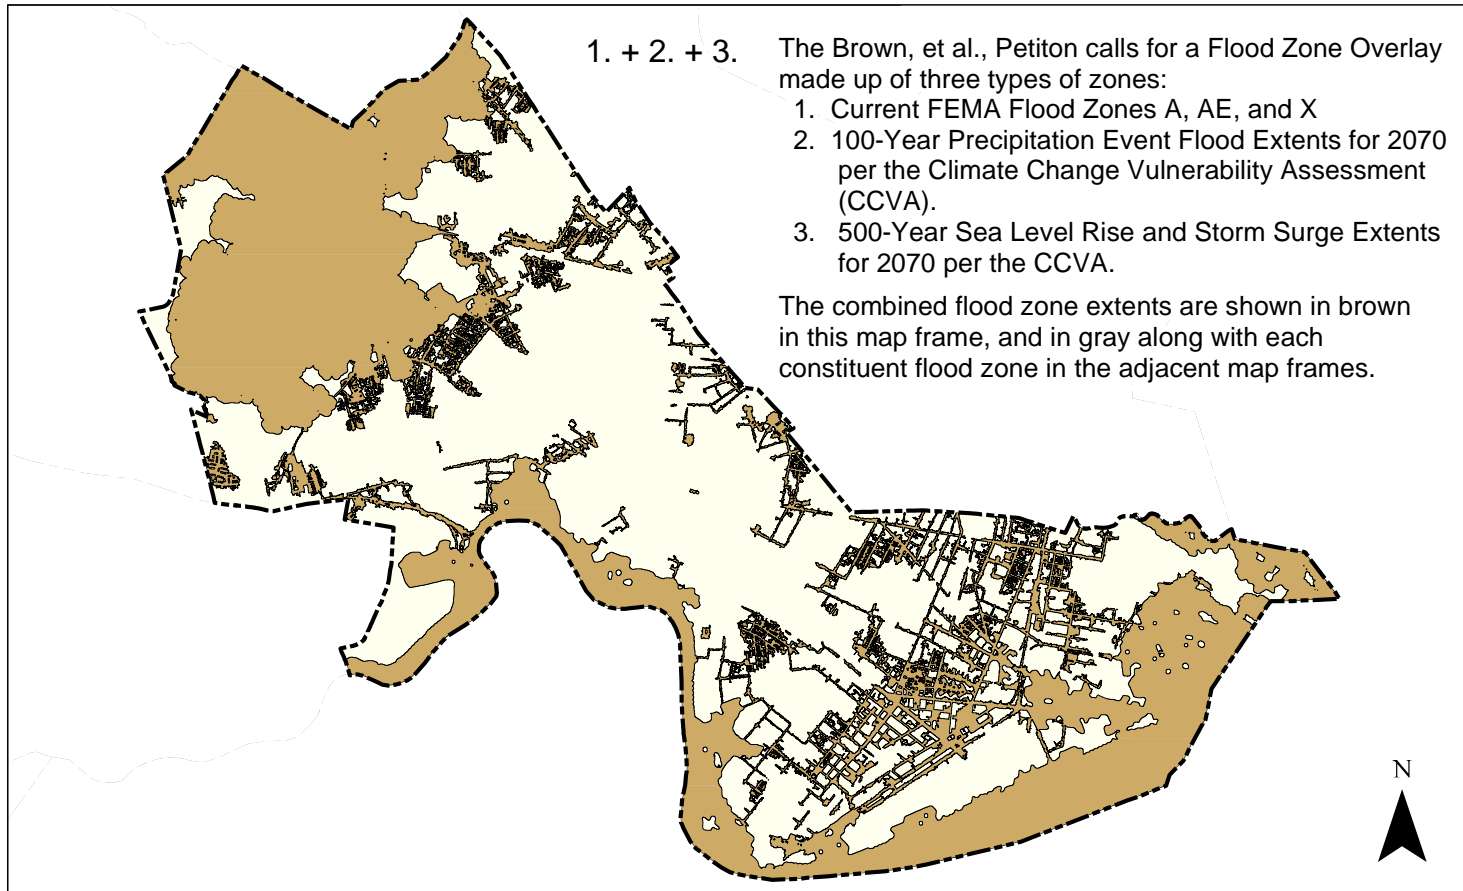 1. + 2. + 3.
The Brown, et al., Petiton calls for a Flood Zone Overlay
made up of three types of zones:
1. Current FEMA Flood Zones A, AE, and X
2. 100-Year Precipitation Event Flood Extents for 2070
per the Climate Change Vulnerability Assessment
(CCVA).
3. 500-Year Sea Level Rise and Storm Surge Extents
for 2070 per the CCVA.
The combined flood zone extents are shown in brown
in this map frame, and in gray along with each
constituent flood zone in the adjacent map frames.
N